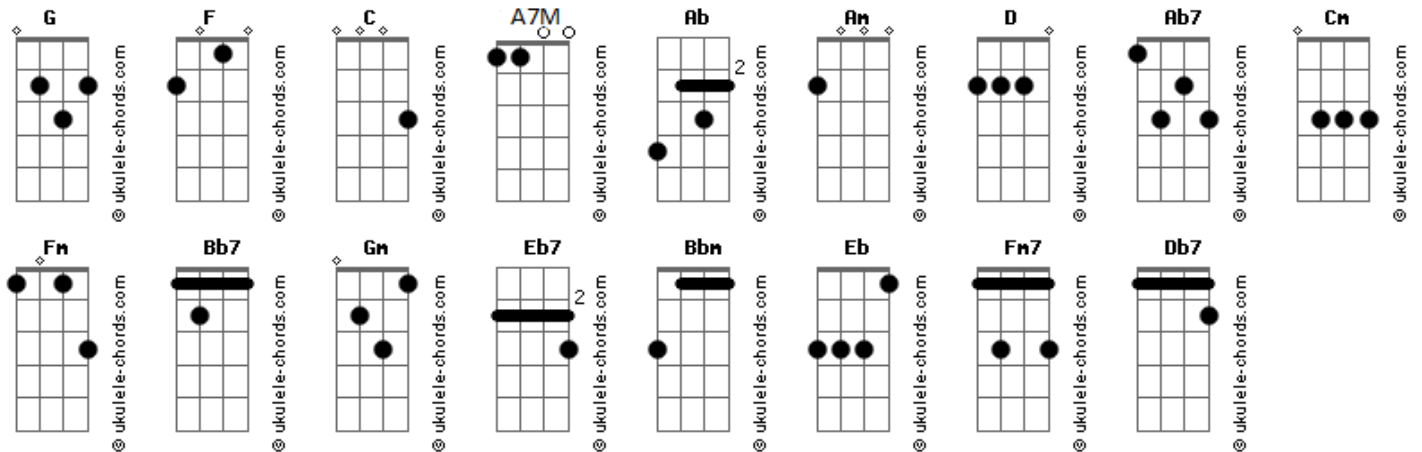 G F C A7M Ab Am D Ab7 Cm
2
© ukulele-chords.com © ukulele-chords.com © ukulele-chords.com © ukulele-chords.com © ukulele-chords.com © ukulele-chords.com © ukulele-chords.com © ukulele-chords.com © ukulele-chords.com
Fm Bb7 Gm Eb7 Bbm Eb Fm7 Db7
2
© ukulele-chords.com © ukulele-chords.com © ukulele-chords.com © ukulele-chords.com © ukulele-chords.com © ukulele-chords.com © ukulele-chords.com © ukulele-chords.com